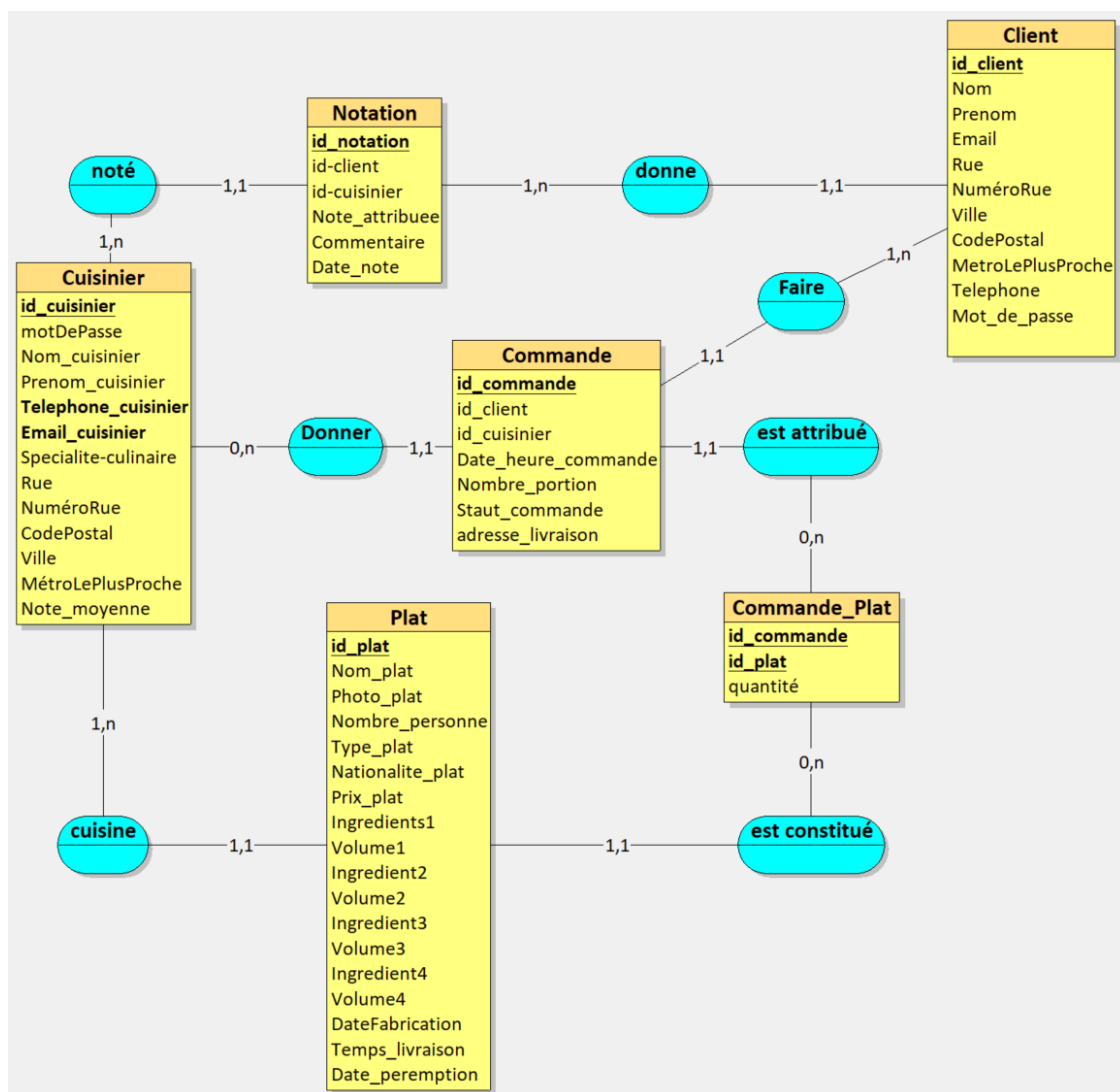 Client
id_client
Nom
Prenom
Email
Rue
NuméroRue
Ville
CodePostal
MetroLePlusProche
Telephone
Mot_de_passe
Notation
id_notation
id-client
id-cuisinier
Note_attribuee
Commentaire
Date_note
noté
1,1
1,n
donne
1,1
1,n
Faire
1,n
1,1
Cuisinier
id_cuisinier
motDePasse
Nom_cuisinier
Prenom_cuisinier
Telephone_cuisinier
Email_cuisinier
Specialite-culinaire
Rue
NuméroRue
CodePostal
Ville
MétroLePlusProche
Note_moyenne
0,n
Donner
1,1
Commande
id_commande
id_client
id_cuisinier
Date_heure_commande
Nombre_portion
Staut_commande
adresse_livraison
1,1
est attribué
0,n
Commande_Plat
id_commande
id_plat
quantité
0,n
est constitué
1,1
Plat
id_plat
Nom_plat
Photo_plat
Nombre_personne
Type_plat
Nationalite_plat
Prix_plat
Ingredients1
Volume1
Ingredient2
Volume2
Ingredient3
Volume3
Ingredient4
Volume4
DateFabrication
Temps_livraison
Date_peremption
1,n
cuisine
1,1